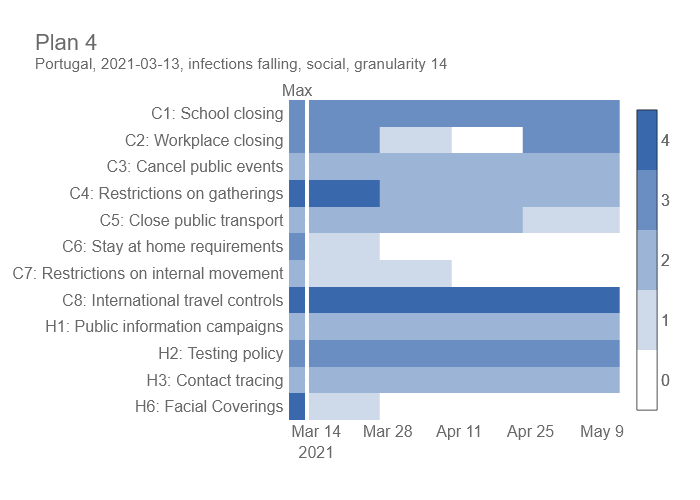 Plan 4
Portugal, 2021-03-13, infections falling, social, granularity 14
Max
C1: School closing
C2: Workplace closing
C3: Cancel public events
C4: Restrictions on gatherings
C5: Close public transport
C6: Stay at home requirements
C7: Restrictions on internal movement
C8: International travel controls
H1: Public information campaigns
H2: Testing policy
H3: Contact tracing
H6: Facial Coverings
Mar 14 Mar 28 Apr 11 Apr 25 May 9
2021
4
3
2
1
0